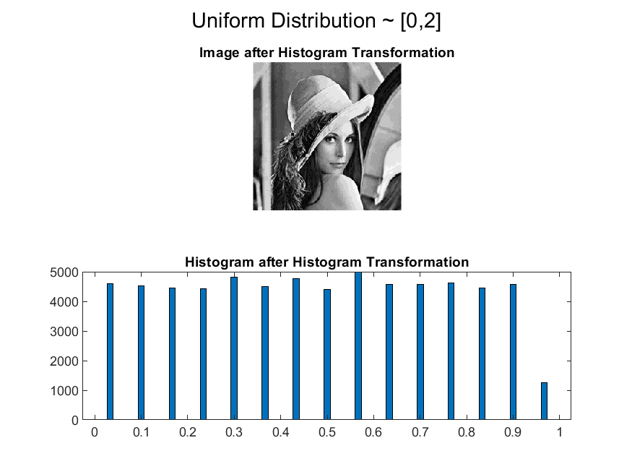 Uniform Distribution ~ [0,2]
Image after Histogram Transformation
Histogram after Histogram Transformation
5000
4000
3000
2000
1000
0
0 0.1 0.2 0.3 0.4 0.5 0.6 0.7 0.8 0.9 1